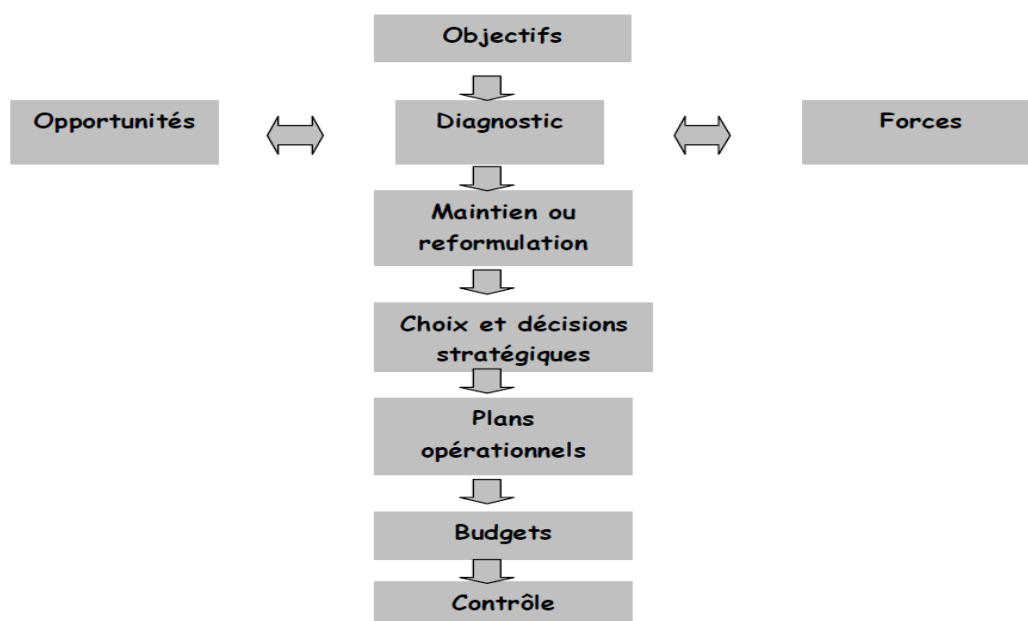 Objectifs
Opportunités
Diagnostic
Forces
Maintien ou
reformulation
Choix et décisions
stratégiques
Plans
opérationnels
Budgets
Contrôle